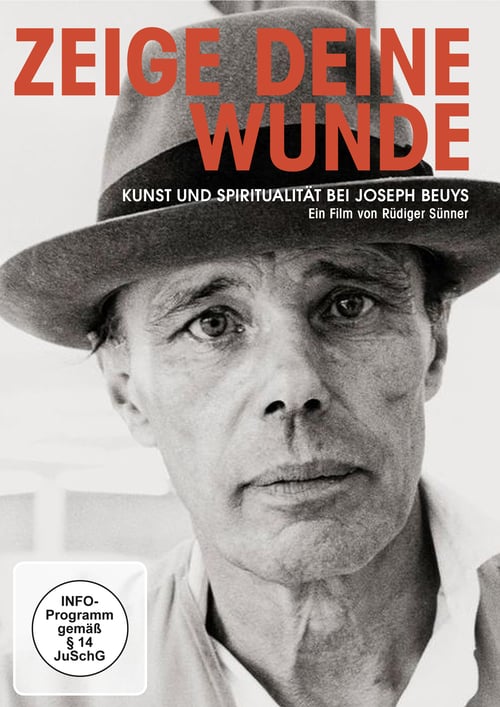 ZEIGE DEINE
WUNDE
KUNST UND SPIRITUALITÄT BEI JOSEPH BEUYS
Ein Film von Rüdiger Sünner
INFO-
Programm
gemäß
§ 14
JuSchG